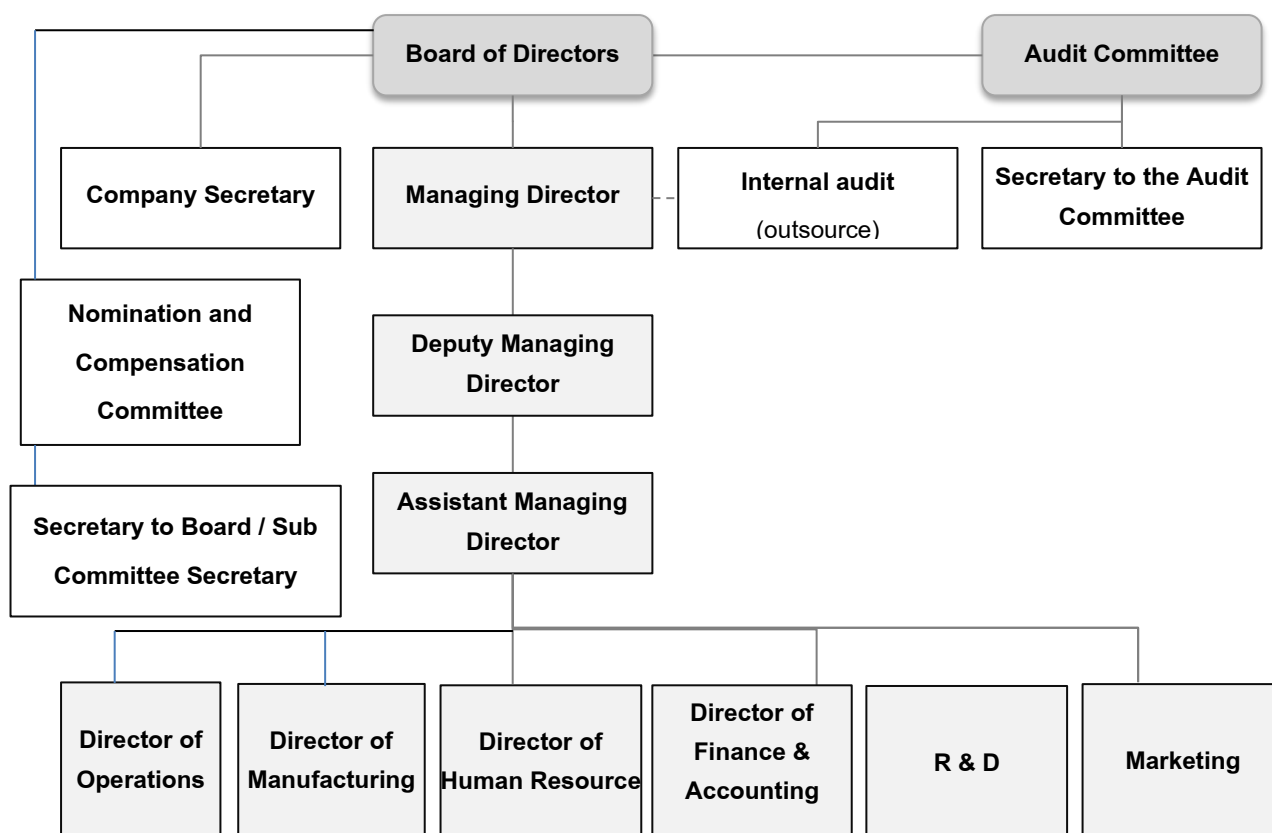 Board of Directors
Audit Committee
Company Secretary
Managing Director
Internal audit
(outsource)
Secretary to the Audit
Committee
Nomination and
Compensation
Committee
Deputy Managing
Director
Secretary to Board / Sub
Committee Secretary
Assistant Managing
Director
Director of
Operations
Director of
Manufacturing
Director of
Human Resource
Director of
Finance &
Accounting
R & D
Marketing